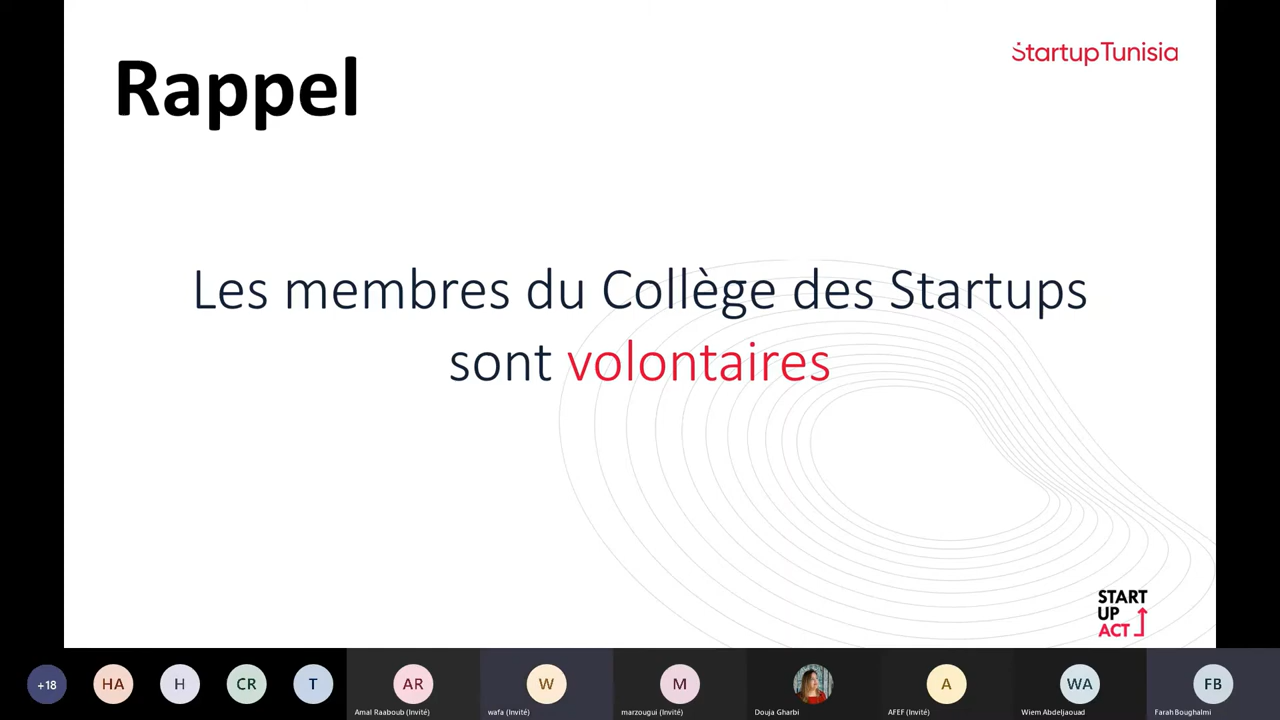 StartupTunisia
Rappel
Les membres du Collège des Startups
sont volontaires
START
UP
ACT
+18
HA
H
CR
T
AR
W
M
A
WA
FB
Amal Raaboub (Invité)
wafa (Invité)
marzougui (Invité)
Douja Gharbi
AFEF (Invité)
Wiem Abdeljaouad
Farah Boughalmi